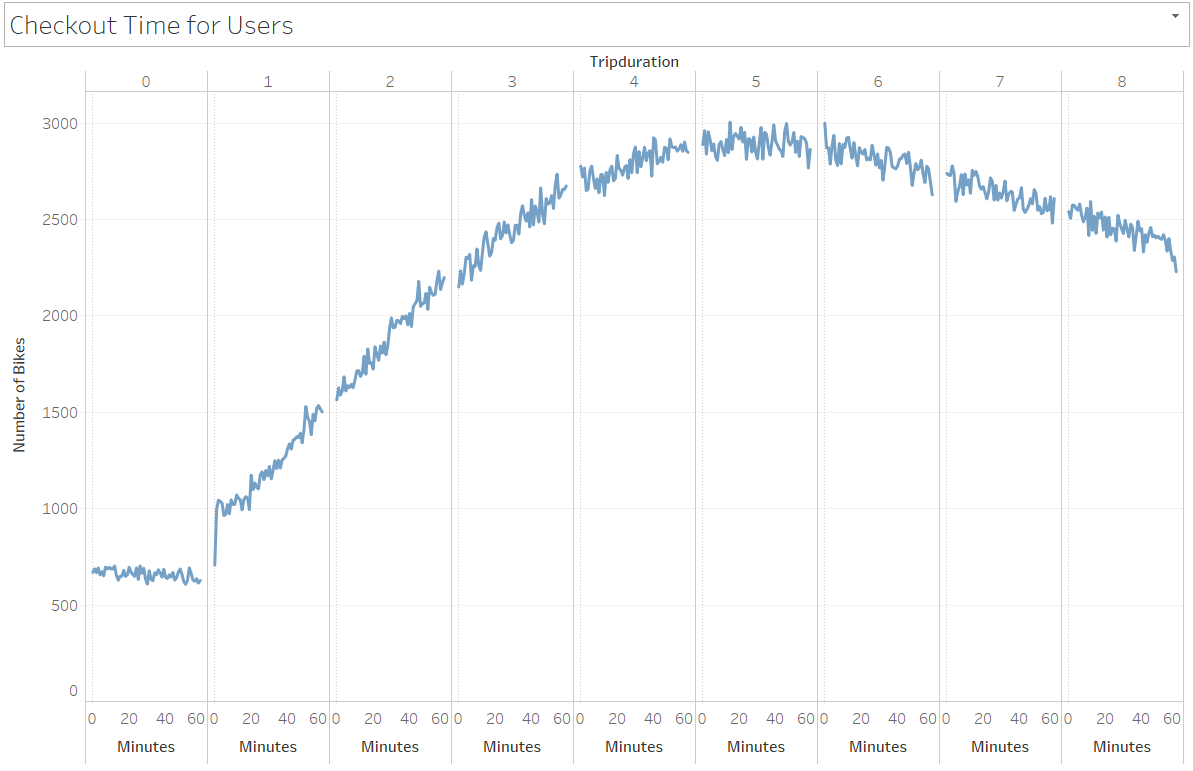 Checkout Time for Users
Tripduration
0 1 2 3 4 5 6 7 8
3000
2500
2000
1500
1000
500
0
Number of Bikes
0 20 40 60 0 20 40 60 0 20 40 60 0 20 40 60 0 20 40 60 0 20 40 60 0 20 40 60 0 20 40 60 0 20 40 60
Minutes Minutes Minutes Minutes Minutes Minutes Minutes Minutes Minutes